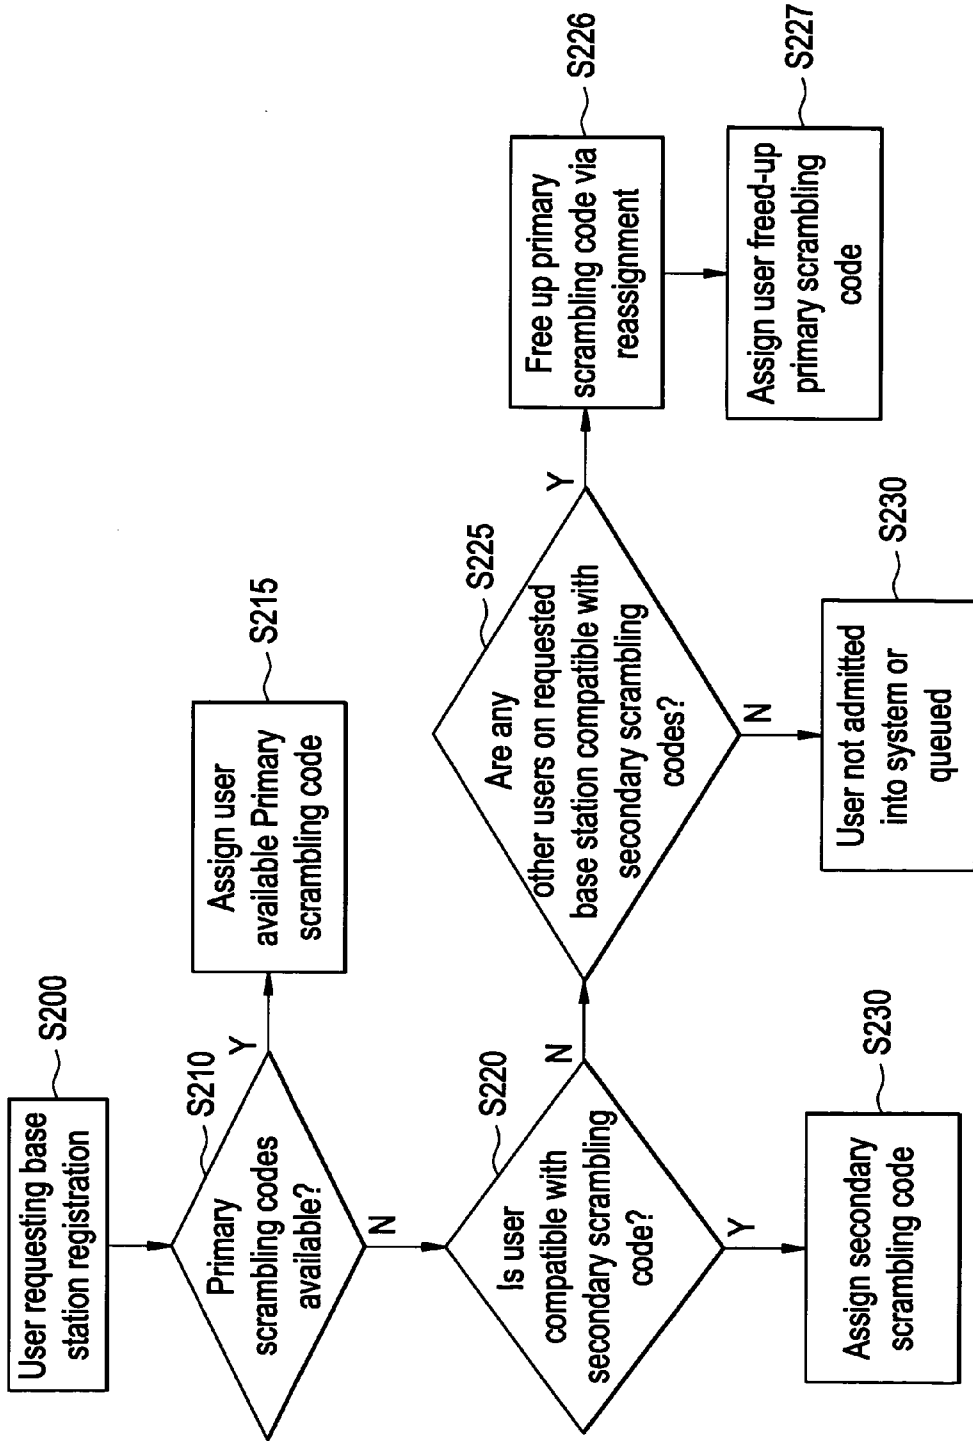 User requesting base
station registration
S200
Primary
scrambling codes
available?
S210
Y
N
Assign user
available Primary
scrambling code
S215
Is user
compatible with
secondary scrambling
code?
S220
N
Y
Assign secondary
scrambling code
S230
Are any
other users on requested
base station compatible with
secondary scrambling
codes?
S225
Y
N
Free up primary
scrambling code via
reassignment
S226
Assign user freed-up
primary scrambling
code
S227
User not admitted
into system or
queued
S230